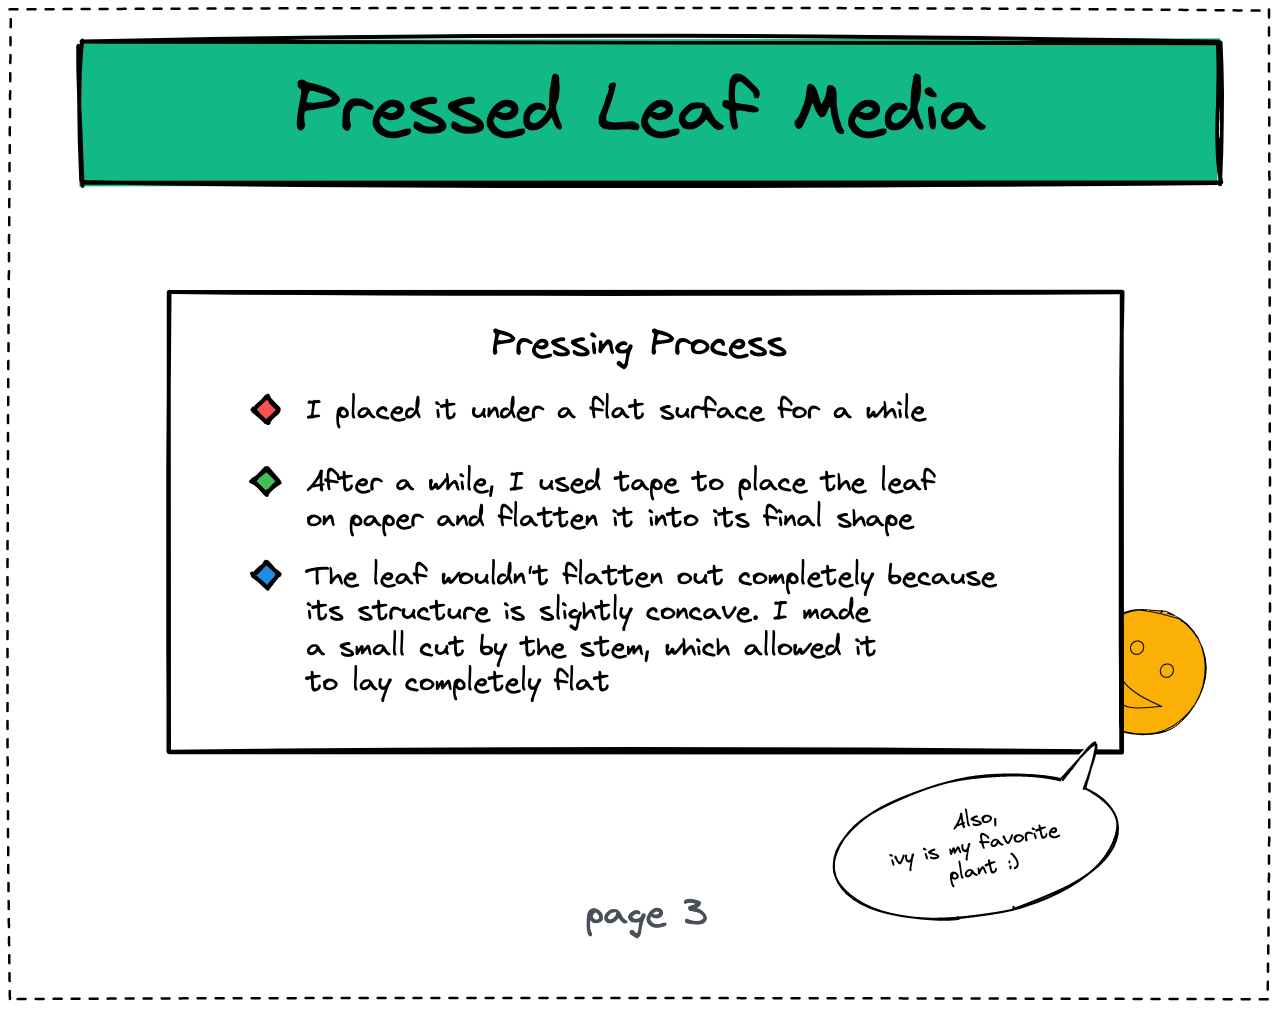 Pressed Leaf Media
Pressing Process
I placed it under a flat surface for a while
After a while, I used tape to place the leaf
on paper and flatten it into its final shape
The leaf wouldn't flatten out completely because
its structure is slightly concave. I made
a small cut by the stem, which allowed it
to lay completely flat
Also,
ivy is my favorite
plant :)
page 3